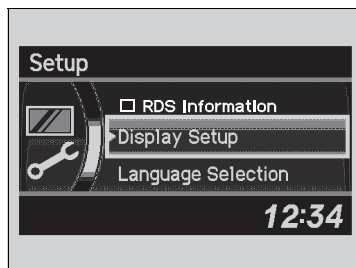 Setup
RDS Information
Display Setup
Language Selection
12:34